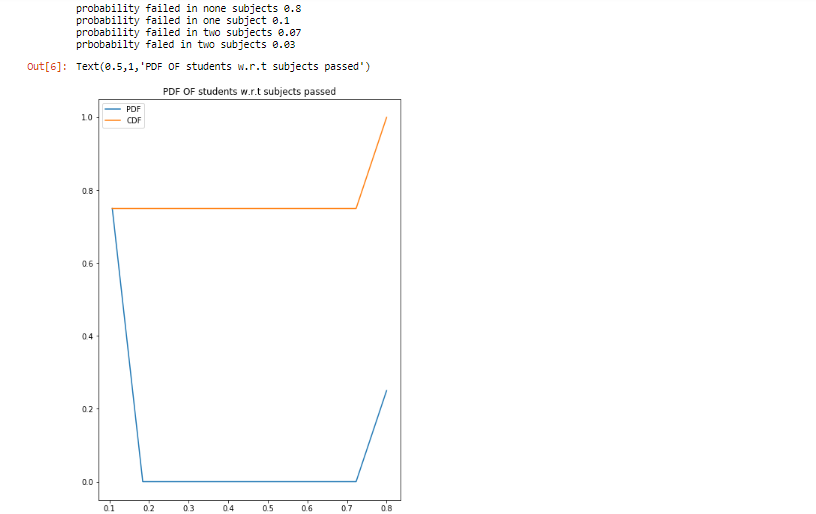 probability failed in none subjects 0.8
probability failed in one subject 0.1
probability failed in two subjects 0.07
prbobabilty faled in two subjects 0.03
Out[6]: Text(0.5,1,'PDF OF students w.r.t subjects passed')
PDF OF students w.r.t subjects passed
PDF
CDF
1.0
0.8
0.6
0.4
0.2
0.0
0.1 0.2 0.3 0.4 0.5 0.6 0.7 0.8